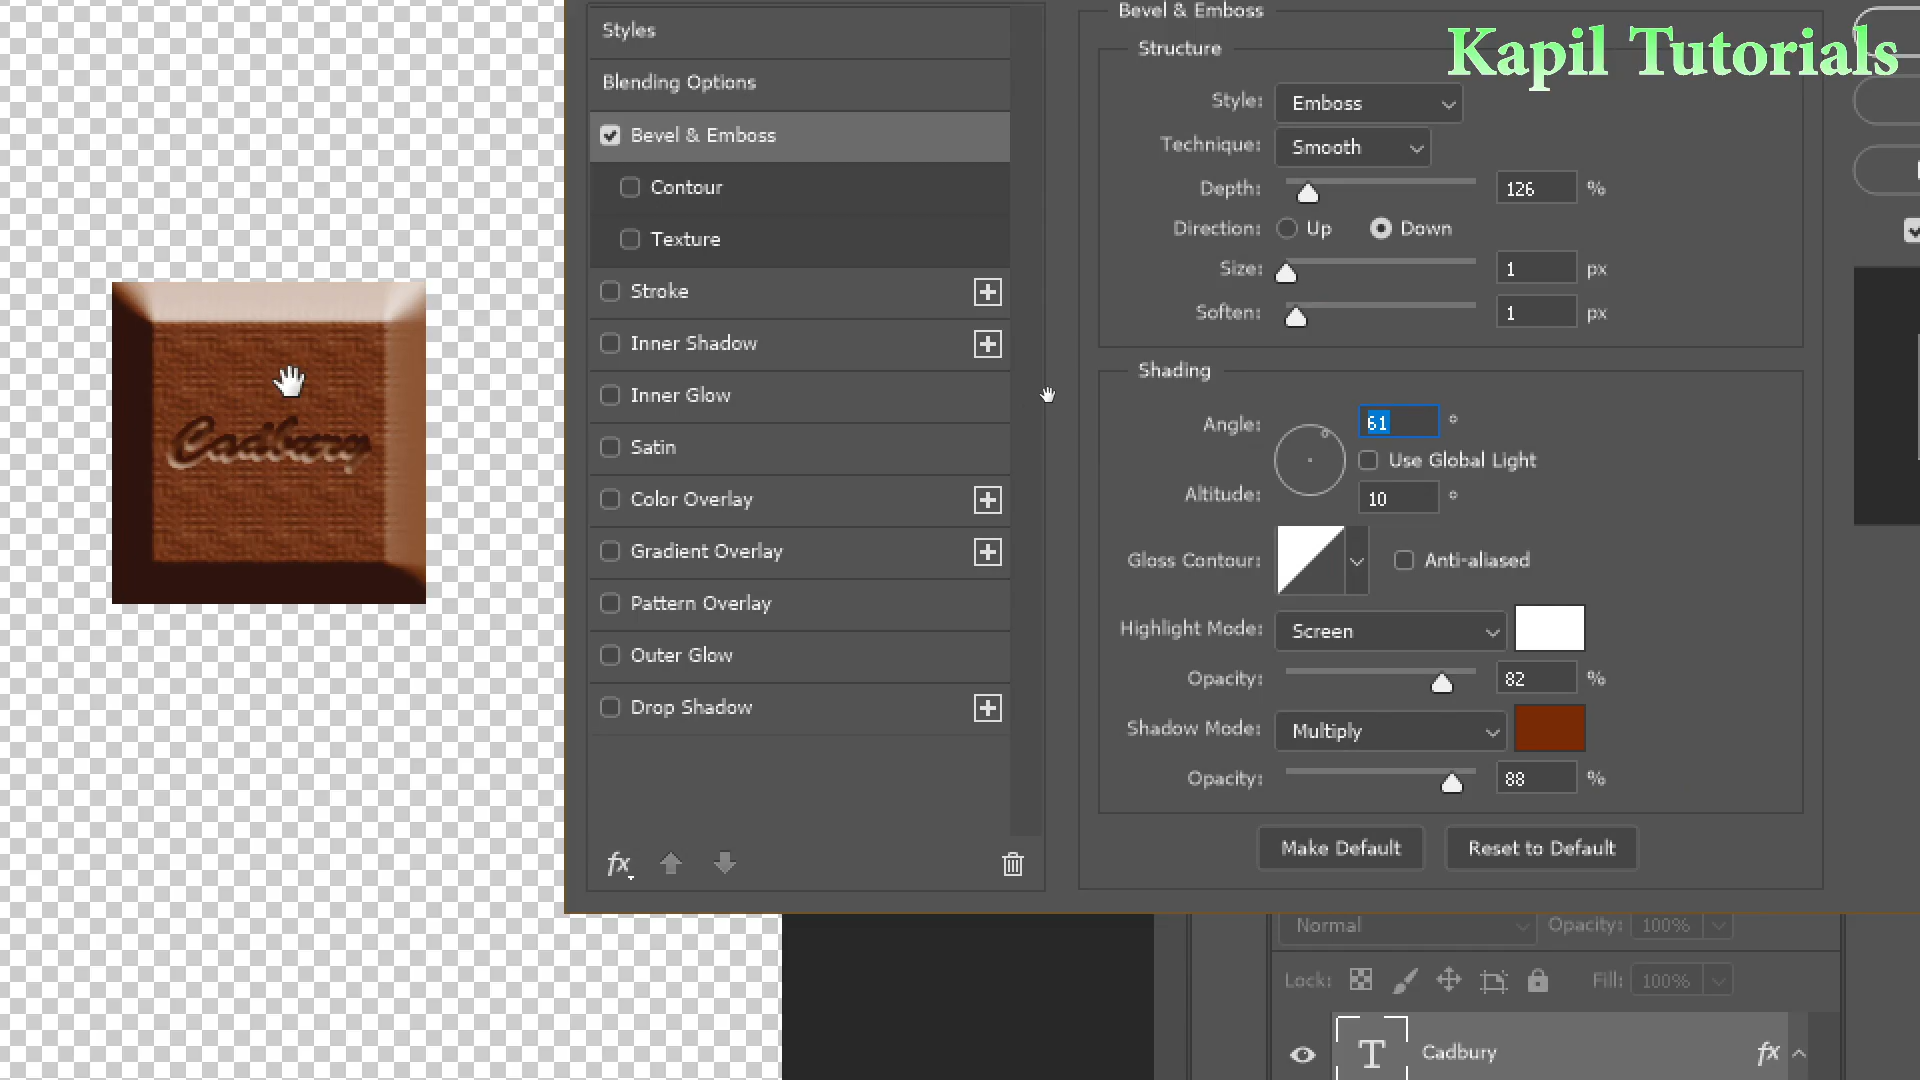 Kapil Tutorials
Styles
Blending Options
Bevel & Emboss
Contour
Texture
Stroke
Inner Shadow
Inner Glow
Satin
Color Overlay
Gradient Overlay
Pattern Overlay
Outer Glow
Drop Shadow
fx
Bevel & Emboss
Structure
Style: Emboss
Technique: Smooth
Depth: 126 %
Direction: Up Down
Size: 1 px
Soften: 1 px
Shading
Angle: 61 °
Use Global Light
Altitude: 10 °
Gloss Contour: Anti-aliased
Highlight Mode: Screen
Opacity: 82 %
Shadow Mode: Multiply
Opacity: 88 %
Make Default Reset to Default
Cadbury
Normal Opacity: 100%
Lock: Fill: 100%
T Cadbury fx